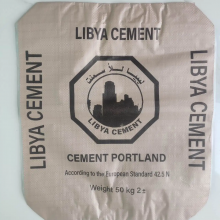 LIBYA CEMENT
LIBYA CEMENT
LIBYA CEMENT
LIBYA CEMENT
CEMENT PORTLAND
According to the European Standard 42.5 N
Weight 50 kg 2±